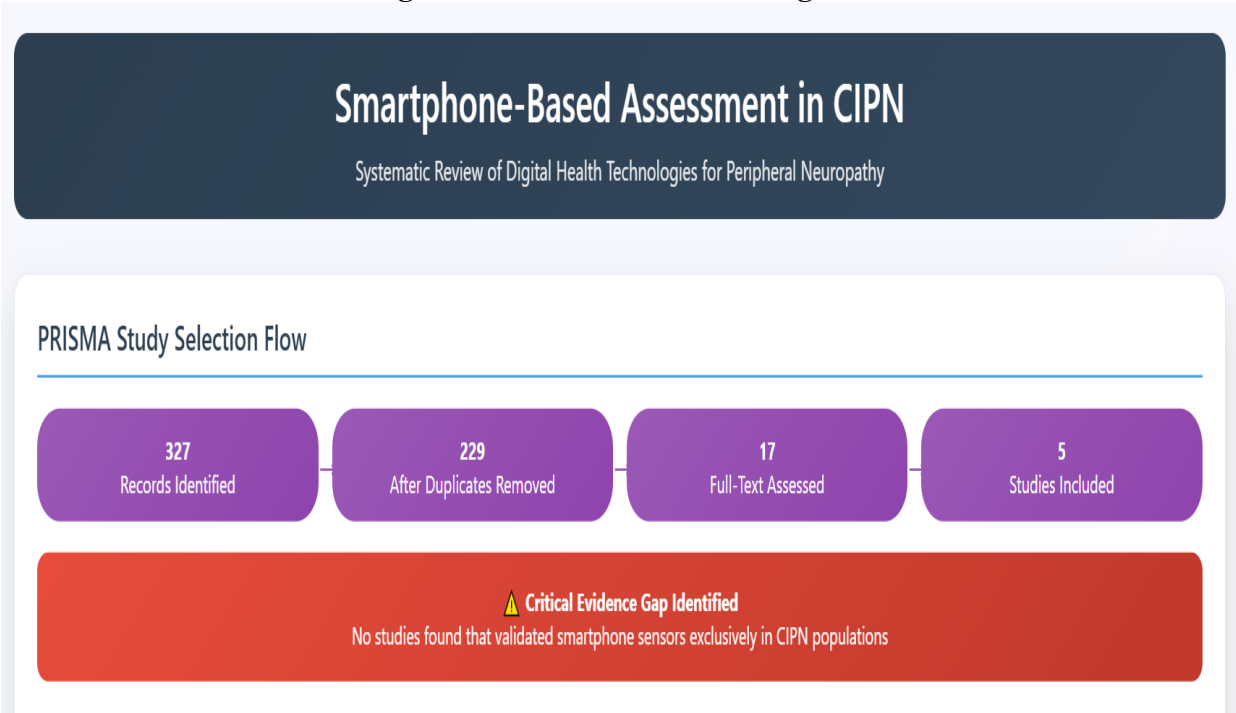 Smartphone-Based Assessment in CIPN
Systematic Review of Digital Health Technologies for Peripheral Neuropathy
PRISMA Study Selection Flow
327
Records Identified
229
After Duplicates Removed
17
Full-Text Assessed
5
Studies Included
⚠ Critical Evidence Gap Identified
No studies found that validated smartphone sensors exclusively in CIPN populations